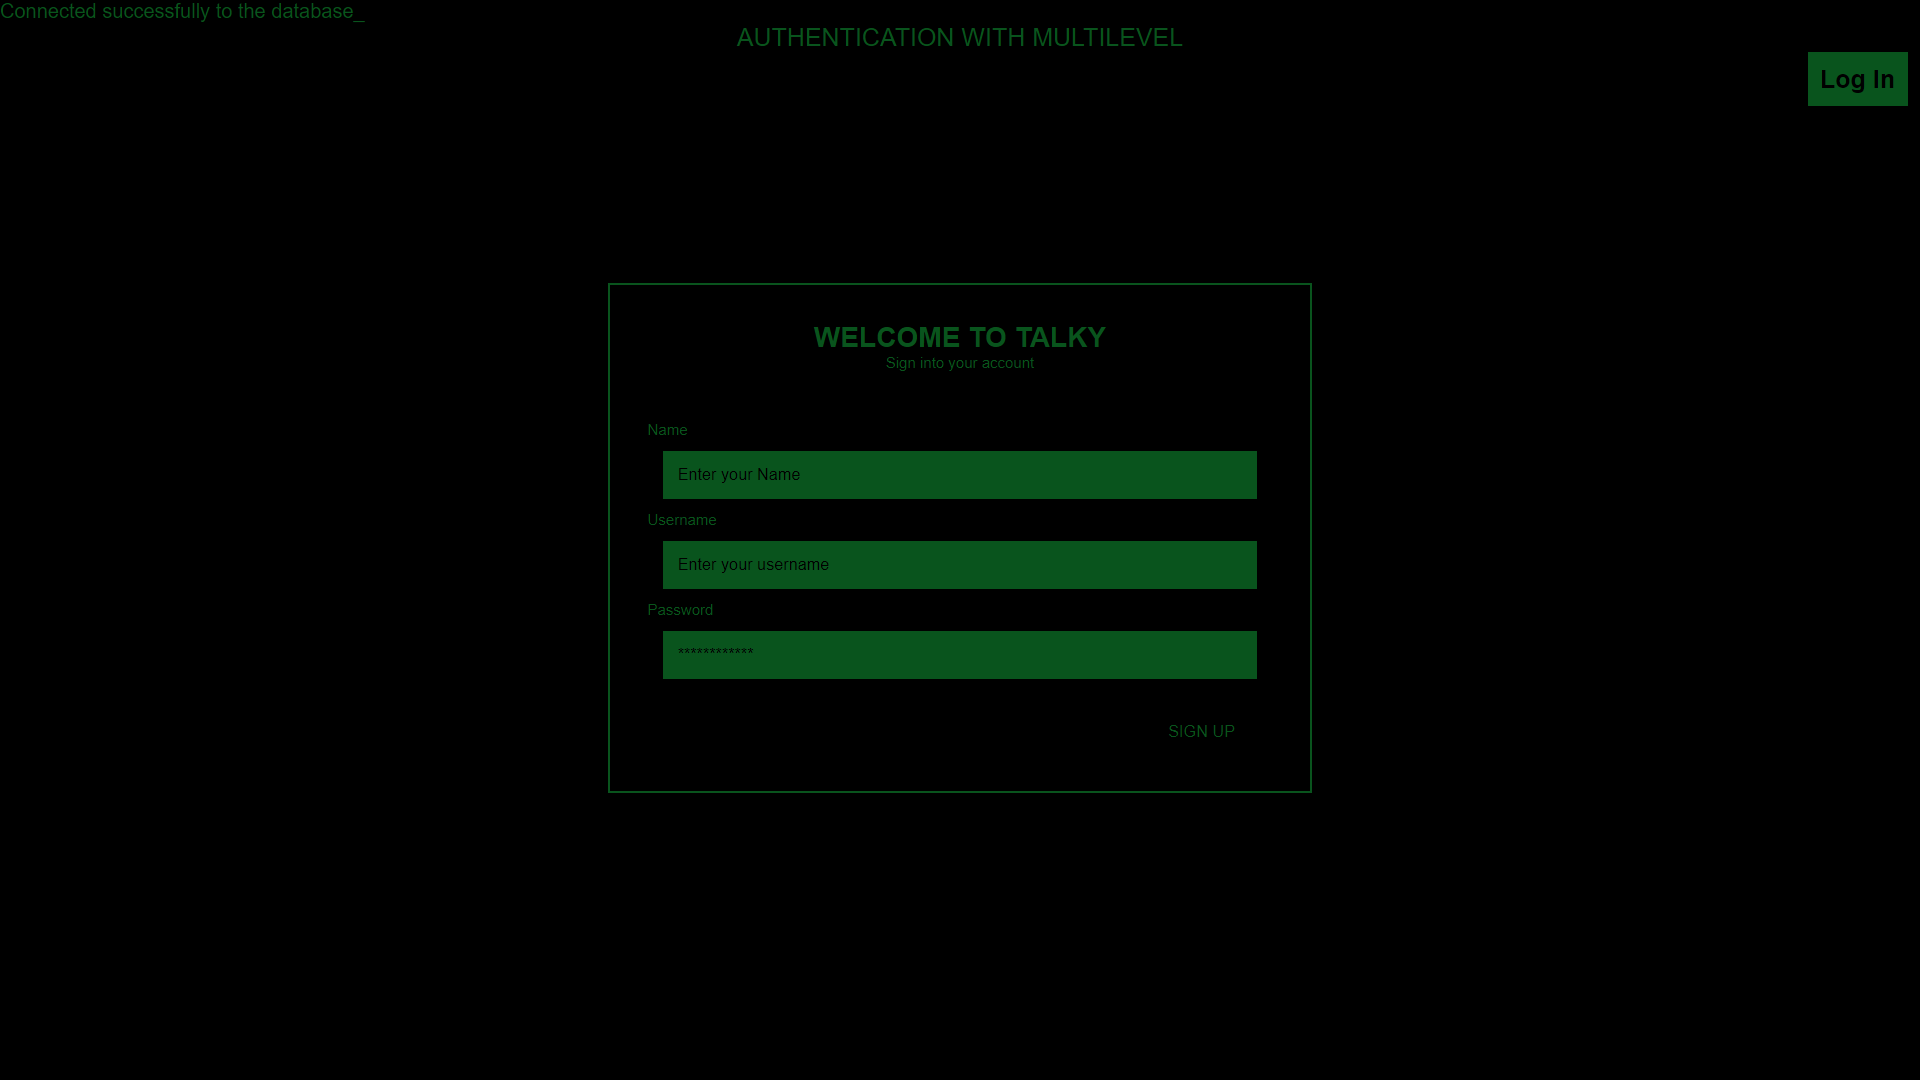 Connected successfully to the database_
AUTHENTICATION WITH MULTILEVEL
Log In
WELCOME TO TALKY
Sign into your account
Name
Enter your Name
Username
Enter your username
Password
************
SIGN UP